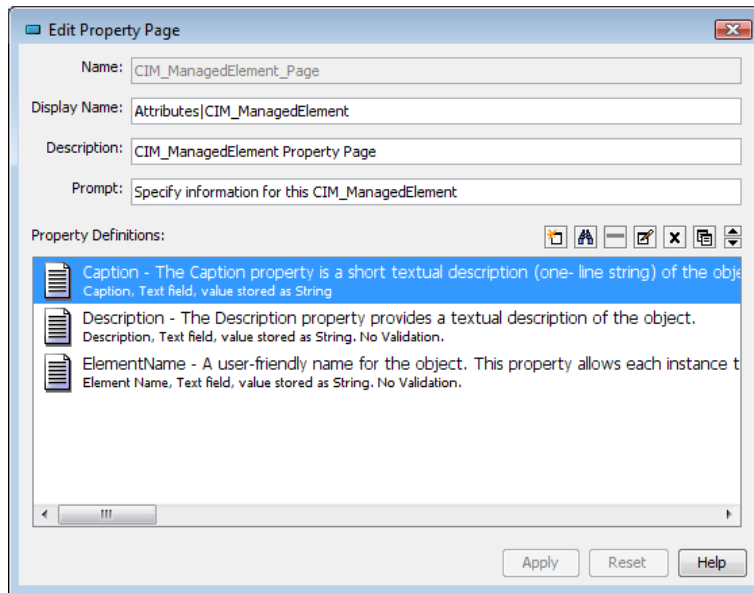 Edit Property Page
Name: CIM_ManagedElement_Page
Display Name: Attributes|CIM_ManagedElement
Description: CIM_ManagedElement Property Page
Prompt: Specify information for this CIM_ManagedElement
Property Definitions:
Caption - The Caption property is a short textual description (one- line string) of the obje
Caption, Text field, value stored as String
Description - The Description property provides a textual description of the object.
Description, Text field, value stored as String. No Validation.
ElementName - A user-friendly name for the object. This property allows each instance t
Element Name, Text field, value stored as String. No Validation.
Apply Reset Help